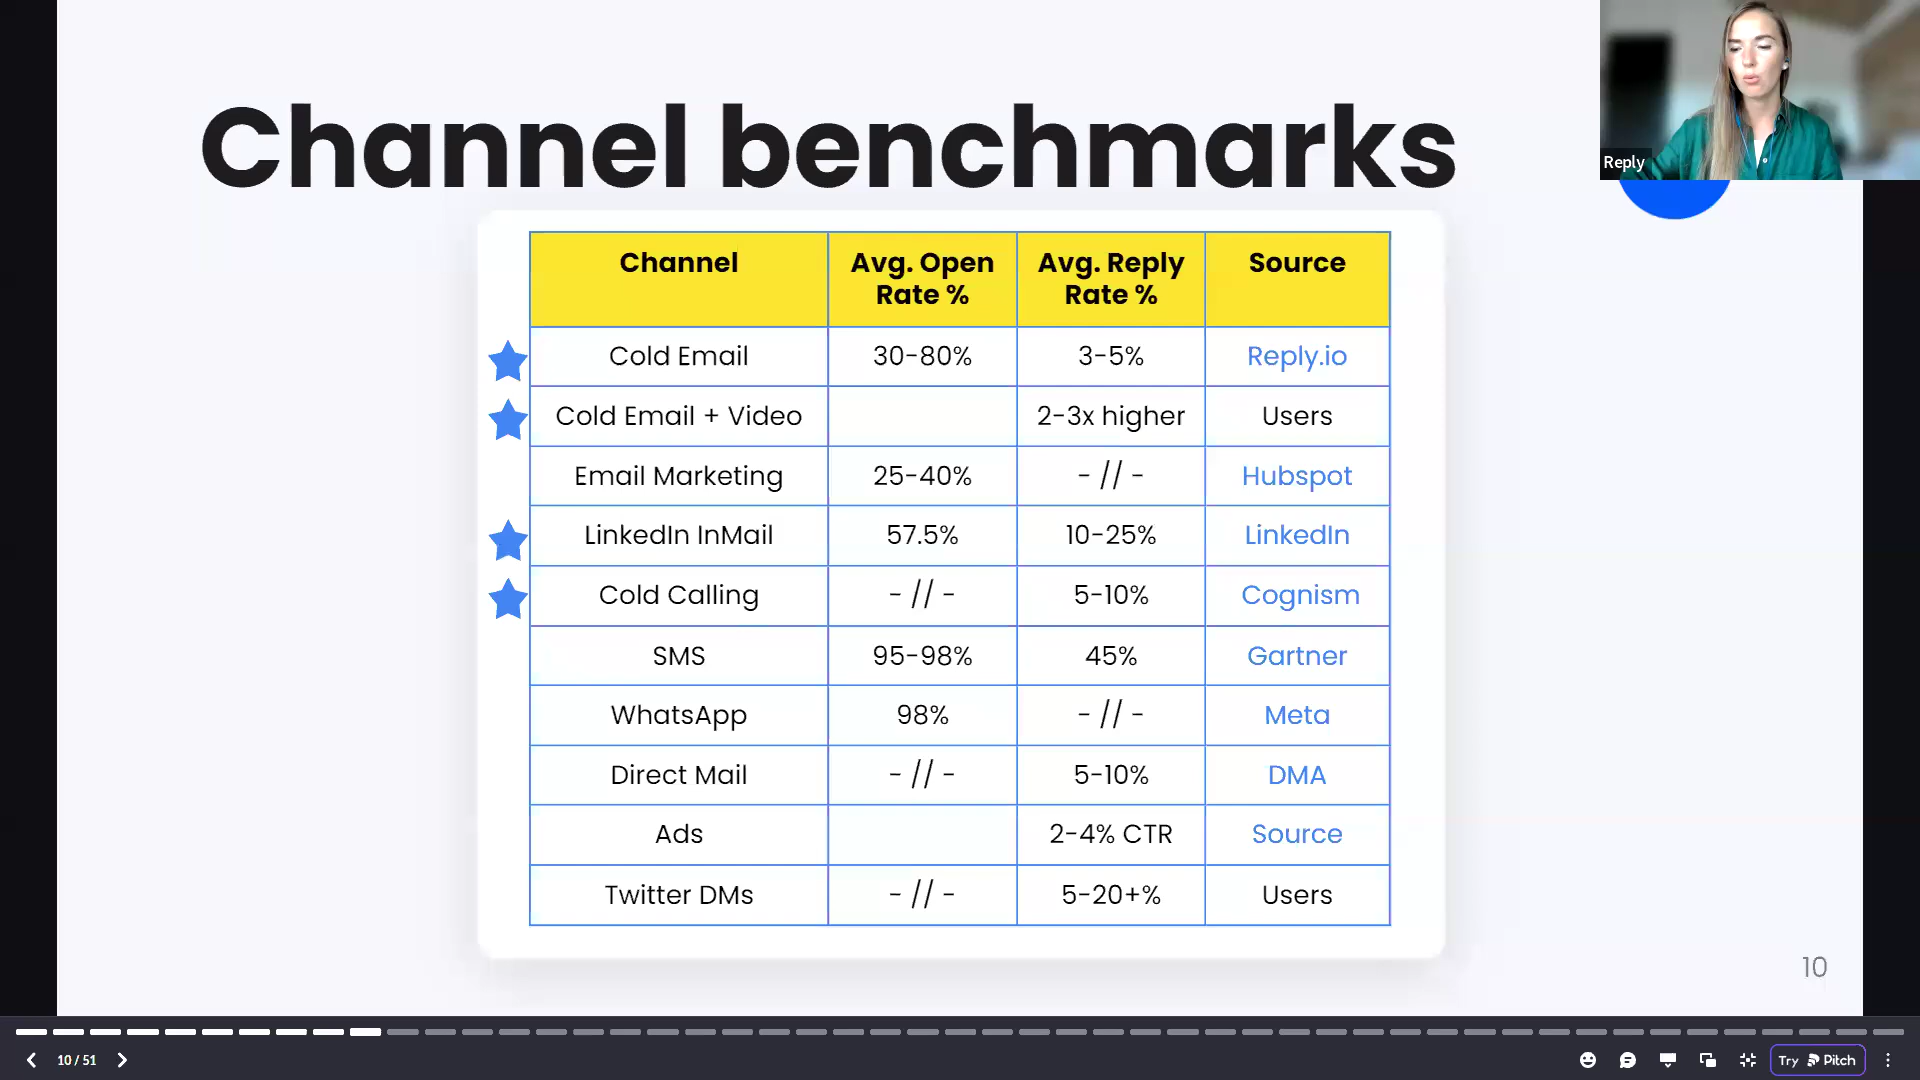 Channel benchmarks
Reply
Channel Avg. Open Rate % Avg. Reply Rate % Source
Cold Email 30-80% 3-5% Reply.io
Cold Email + Video 2-3x higher Users
Email Marketing 25-40% - // - Hubspot
LinkedIn InMail 57.5% 10-25% LinkedIn
Cold Calling - // - 5-10% Cognism
SMS 95-98% 45% Gartner
WhatsApp 98% - // - Meta
Direct Mail - // - 5-10% DMA
Ads 2-4% CTR Source
Twitter DMs - // - 5-20+% Users
10
10 / 51
Try Pitch